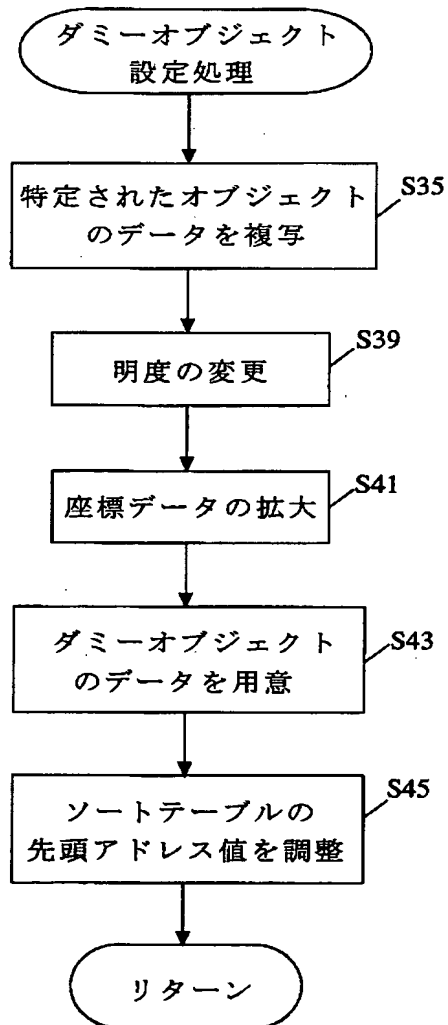 ダミーオブジェクト
設定処理
特定されたオブジェクト
のデータを複写
S35
明度の変更
S39
座標データの拡大
S41
ダミーオブジェクト
のデータを用意
S43
ソートテーブルの
先頭アドレス値を調整
S45
リターン